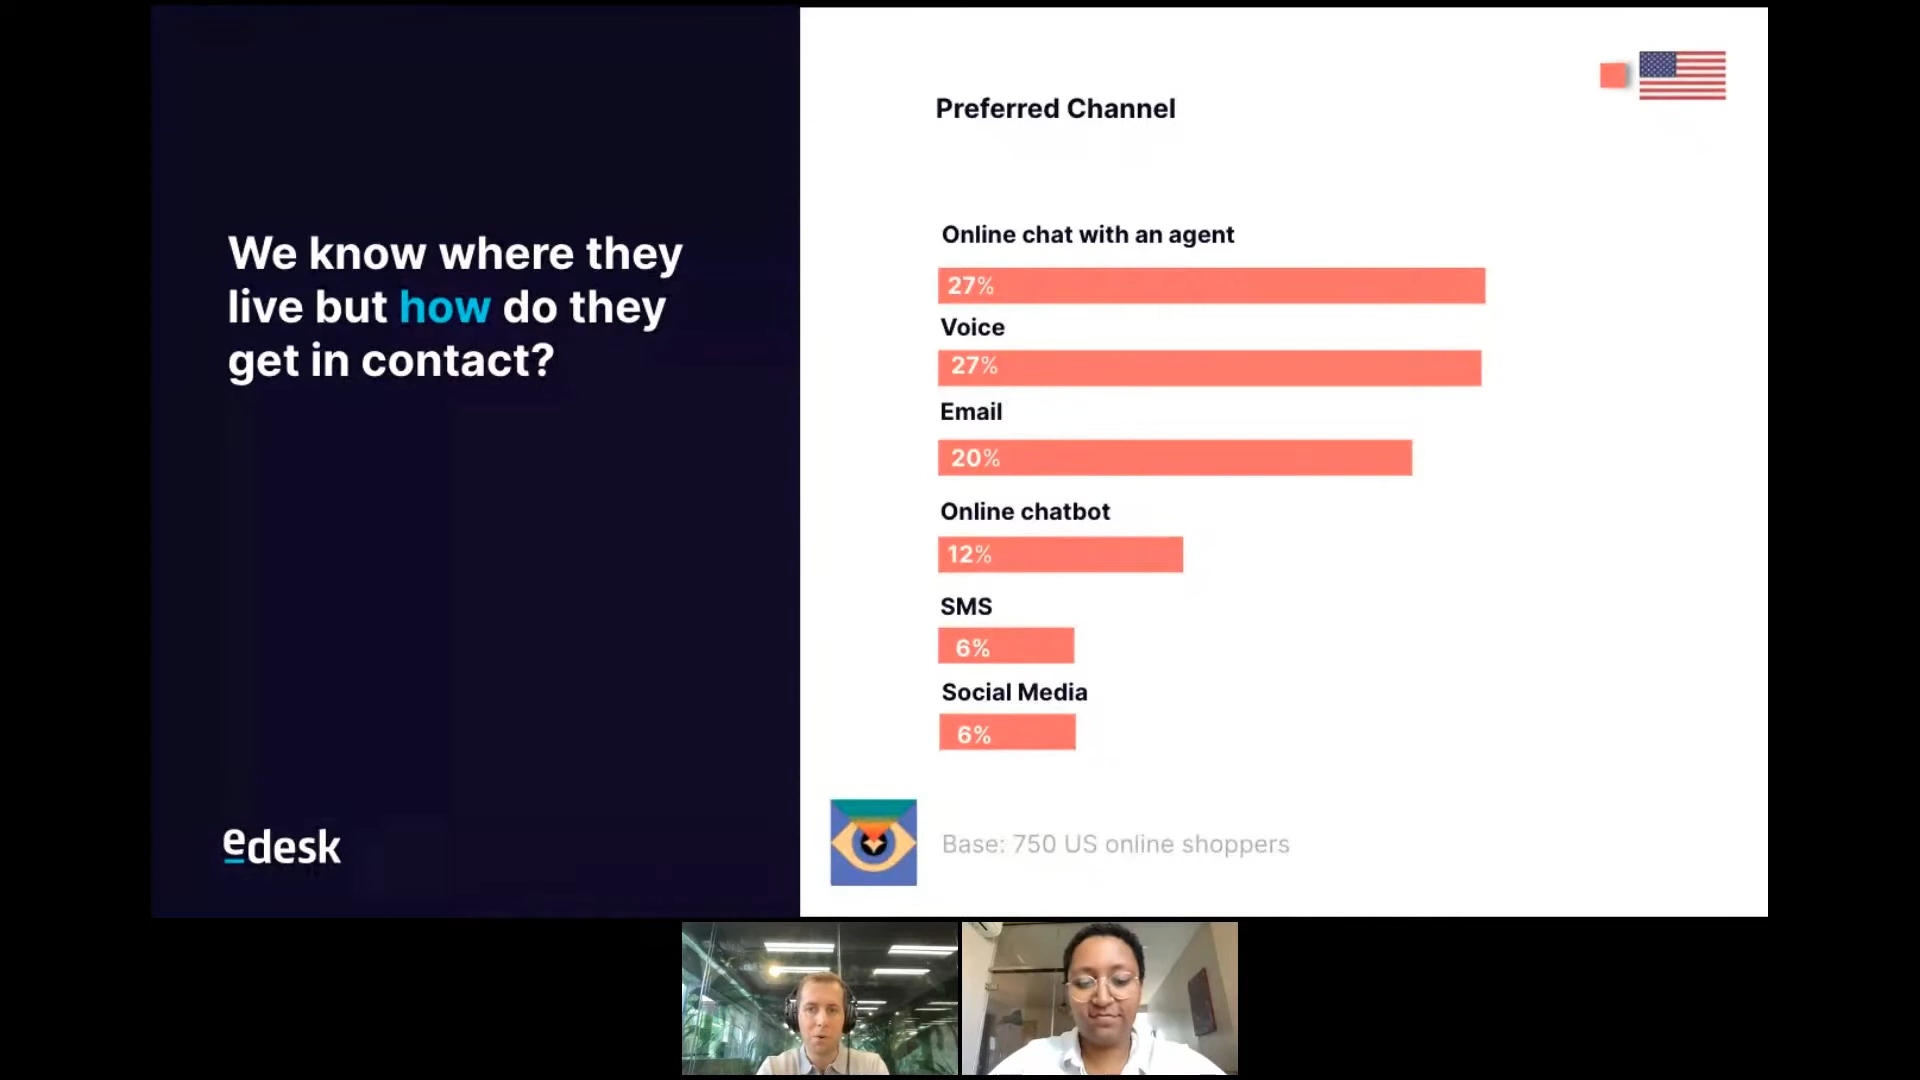 We know where they
live but how do they
get in contact?
edesk
Preferred Channel
Online chat with an agent
27%
Voice
27%
Email
20%
Online chatbot
12%
SMS
6%
Social Media
6%
Base: 750 US online shoppers